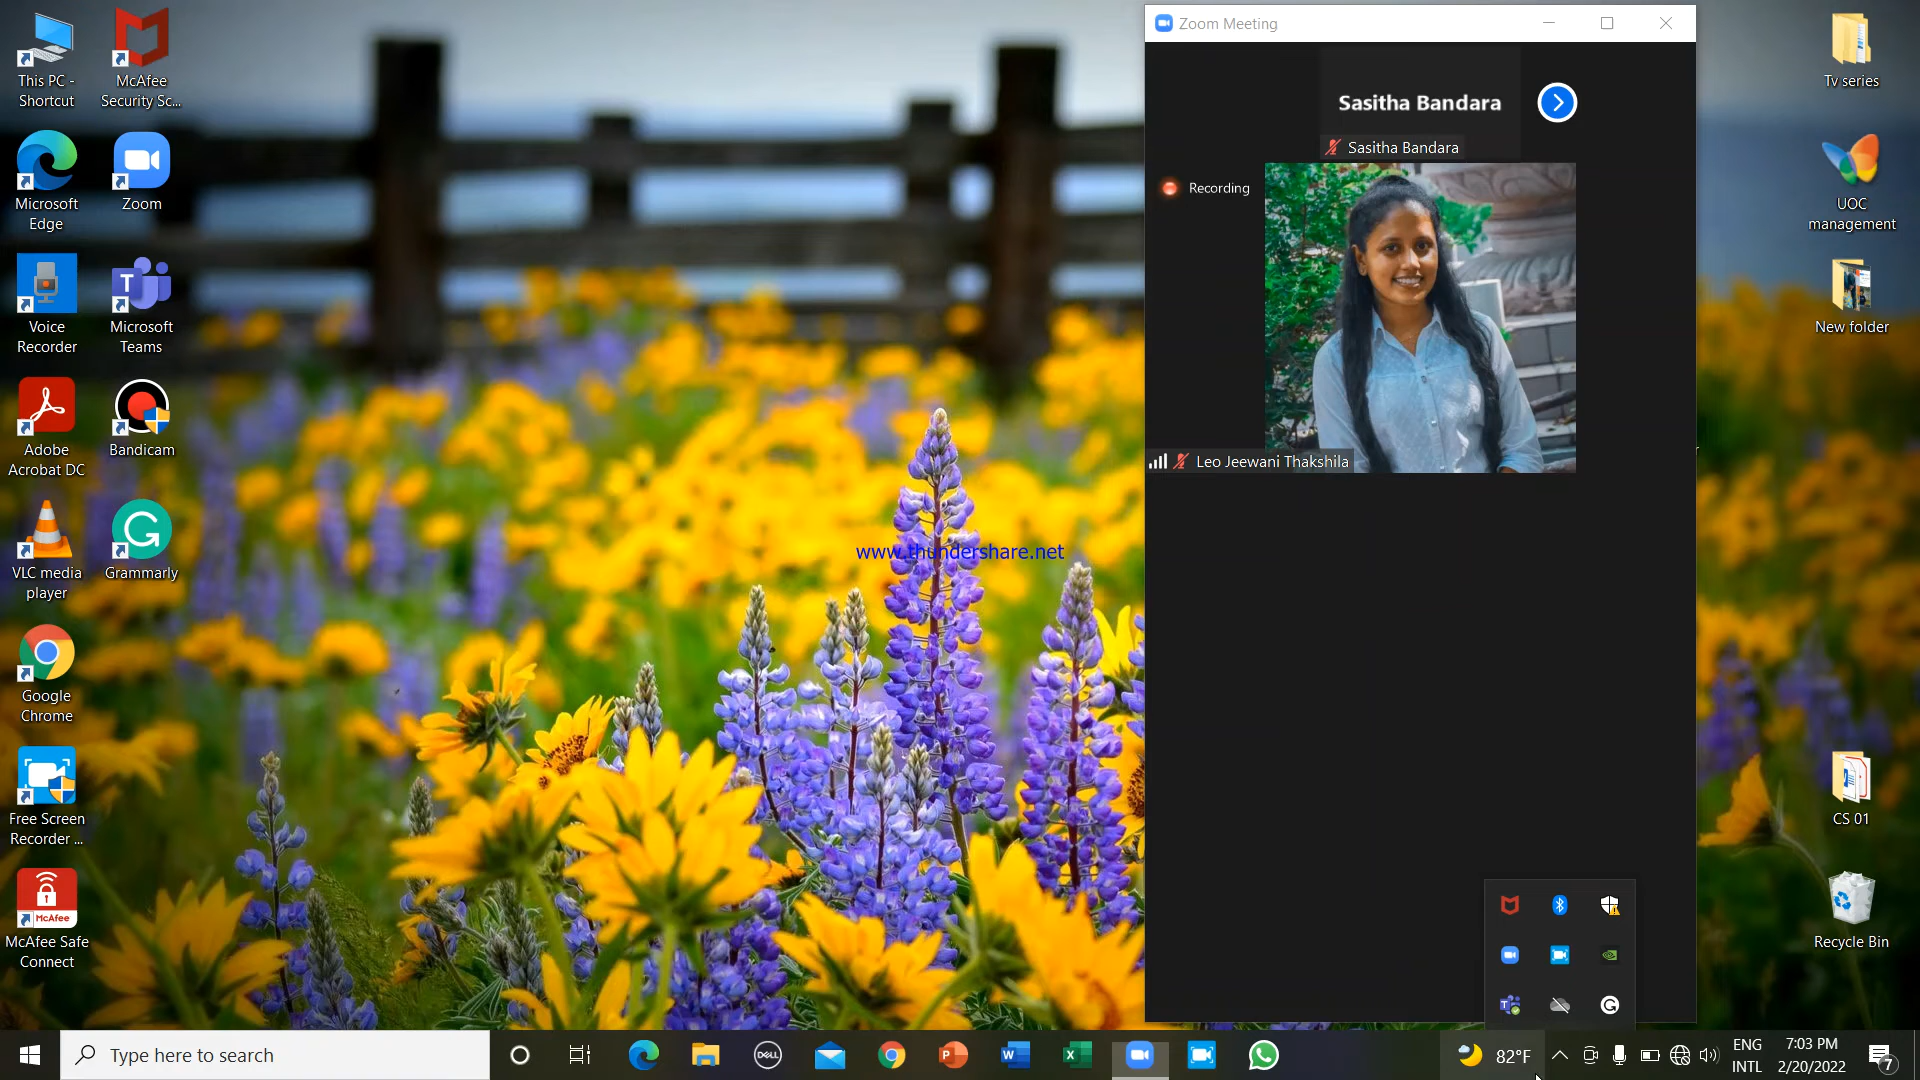 This PC -
Shortcut
McAfee
Security Sc...
Microsoft
Edge
Zoom
Voice
Recorder
Microsoft
Teams
Adobe
Acrobat DC
Bandicam
VLC media
player
Grammarly
Google
Chrome
Free Screen
Recorder ...
McAfee
McAfee Safe
Connect
www.thundershare.net
Zoom Meeting
Sasitha Bandara
Sasitha Bandara
Recording
Leo Jeewani Thakshila
Tv series
UOC
management
New folder
CS 01
Recycle Bin
Type here to search
DELL
82°F
ENG
INTL
7:03 PM
2/20/2022
7